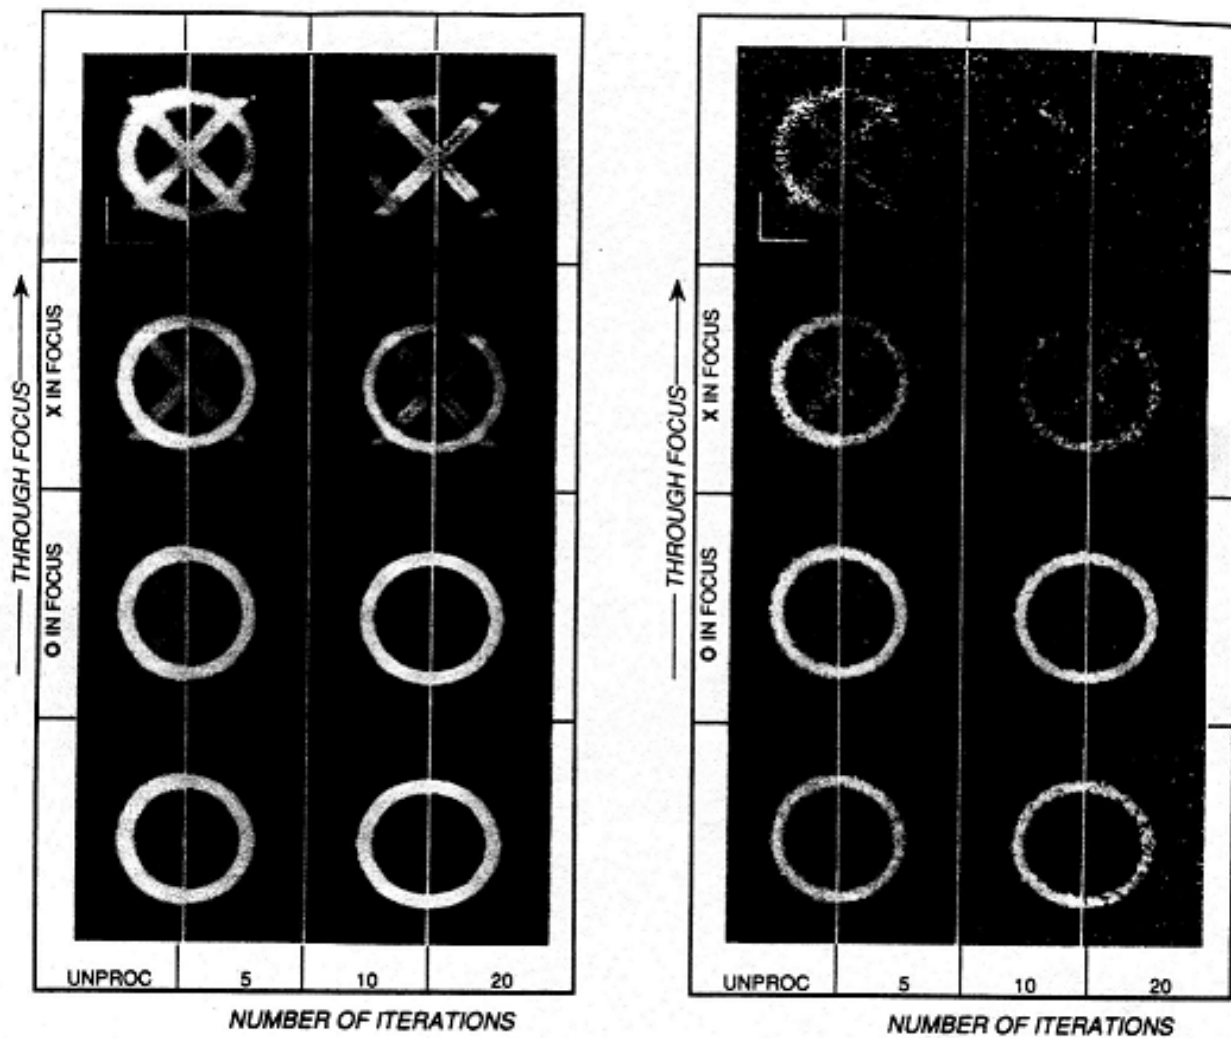 THROUGH FOCUS
X IN FOCUS
O IN FOCUS
UNPROC 5 10 20
NUMBER OF ITERATIONS
THROUGH FOCUS
X IN FOCUS
O IN FOCUS
UNPROC 5 10 20
NUMBER OF ITERATIONS